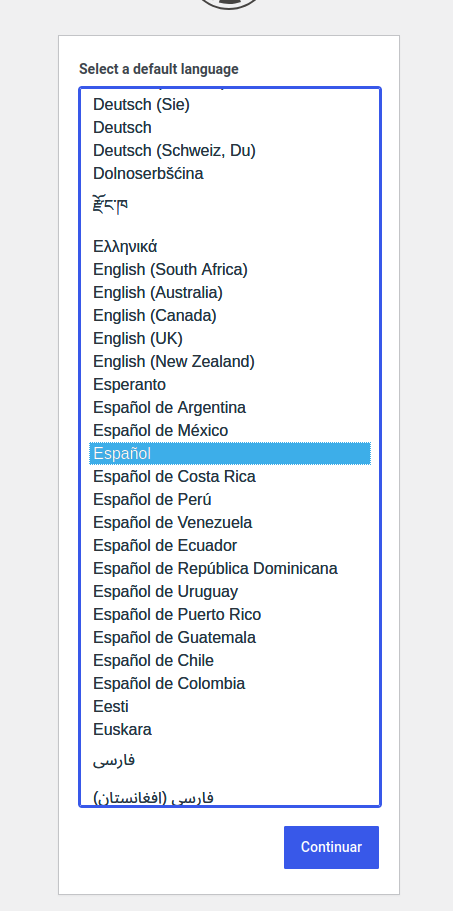 Select a default language
Deutsch (Sie)
Deutsch
Deutsch (Schweiz, Du)
Dolnoserbšćina
རྫོང་ཁ
Ελληνικά
English (South Africa)
English (Australia)
English (Canada)
English (UK)
English (New Zealand)
Esperanto
Español de Argentina
Español de México
Español
Español de Costa Rica
Español de Perú
Español de Venezuela
Español de Ecuador
Español de República Dominicana
Español de Uruguay
Español de Puerto Rico
Español de Guatemala
Español de Chile
Español de Colombia
Eesti
Euskara
فارسی
فارسی (افغانستان)
Continuar